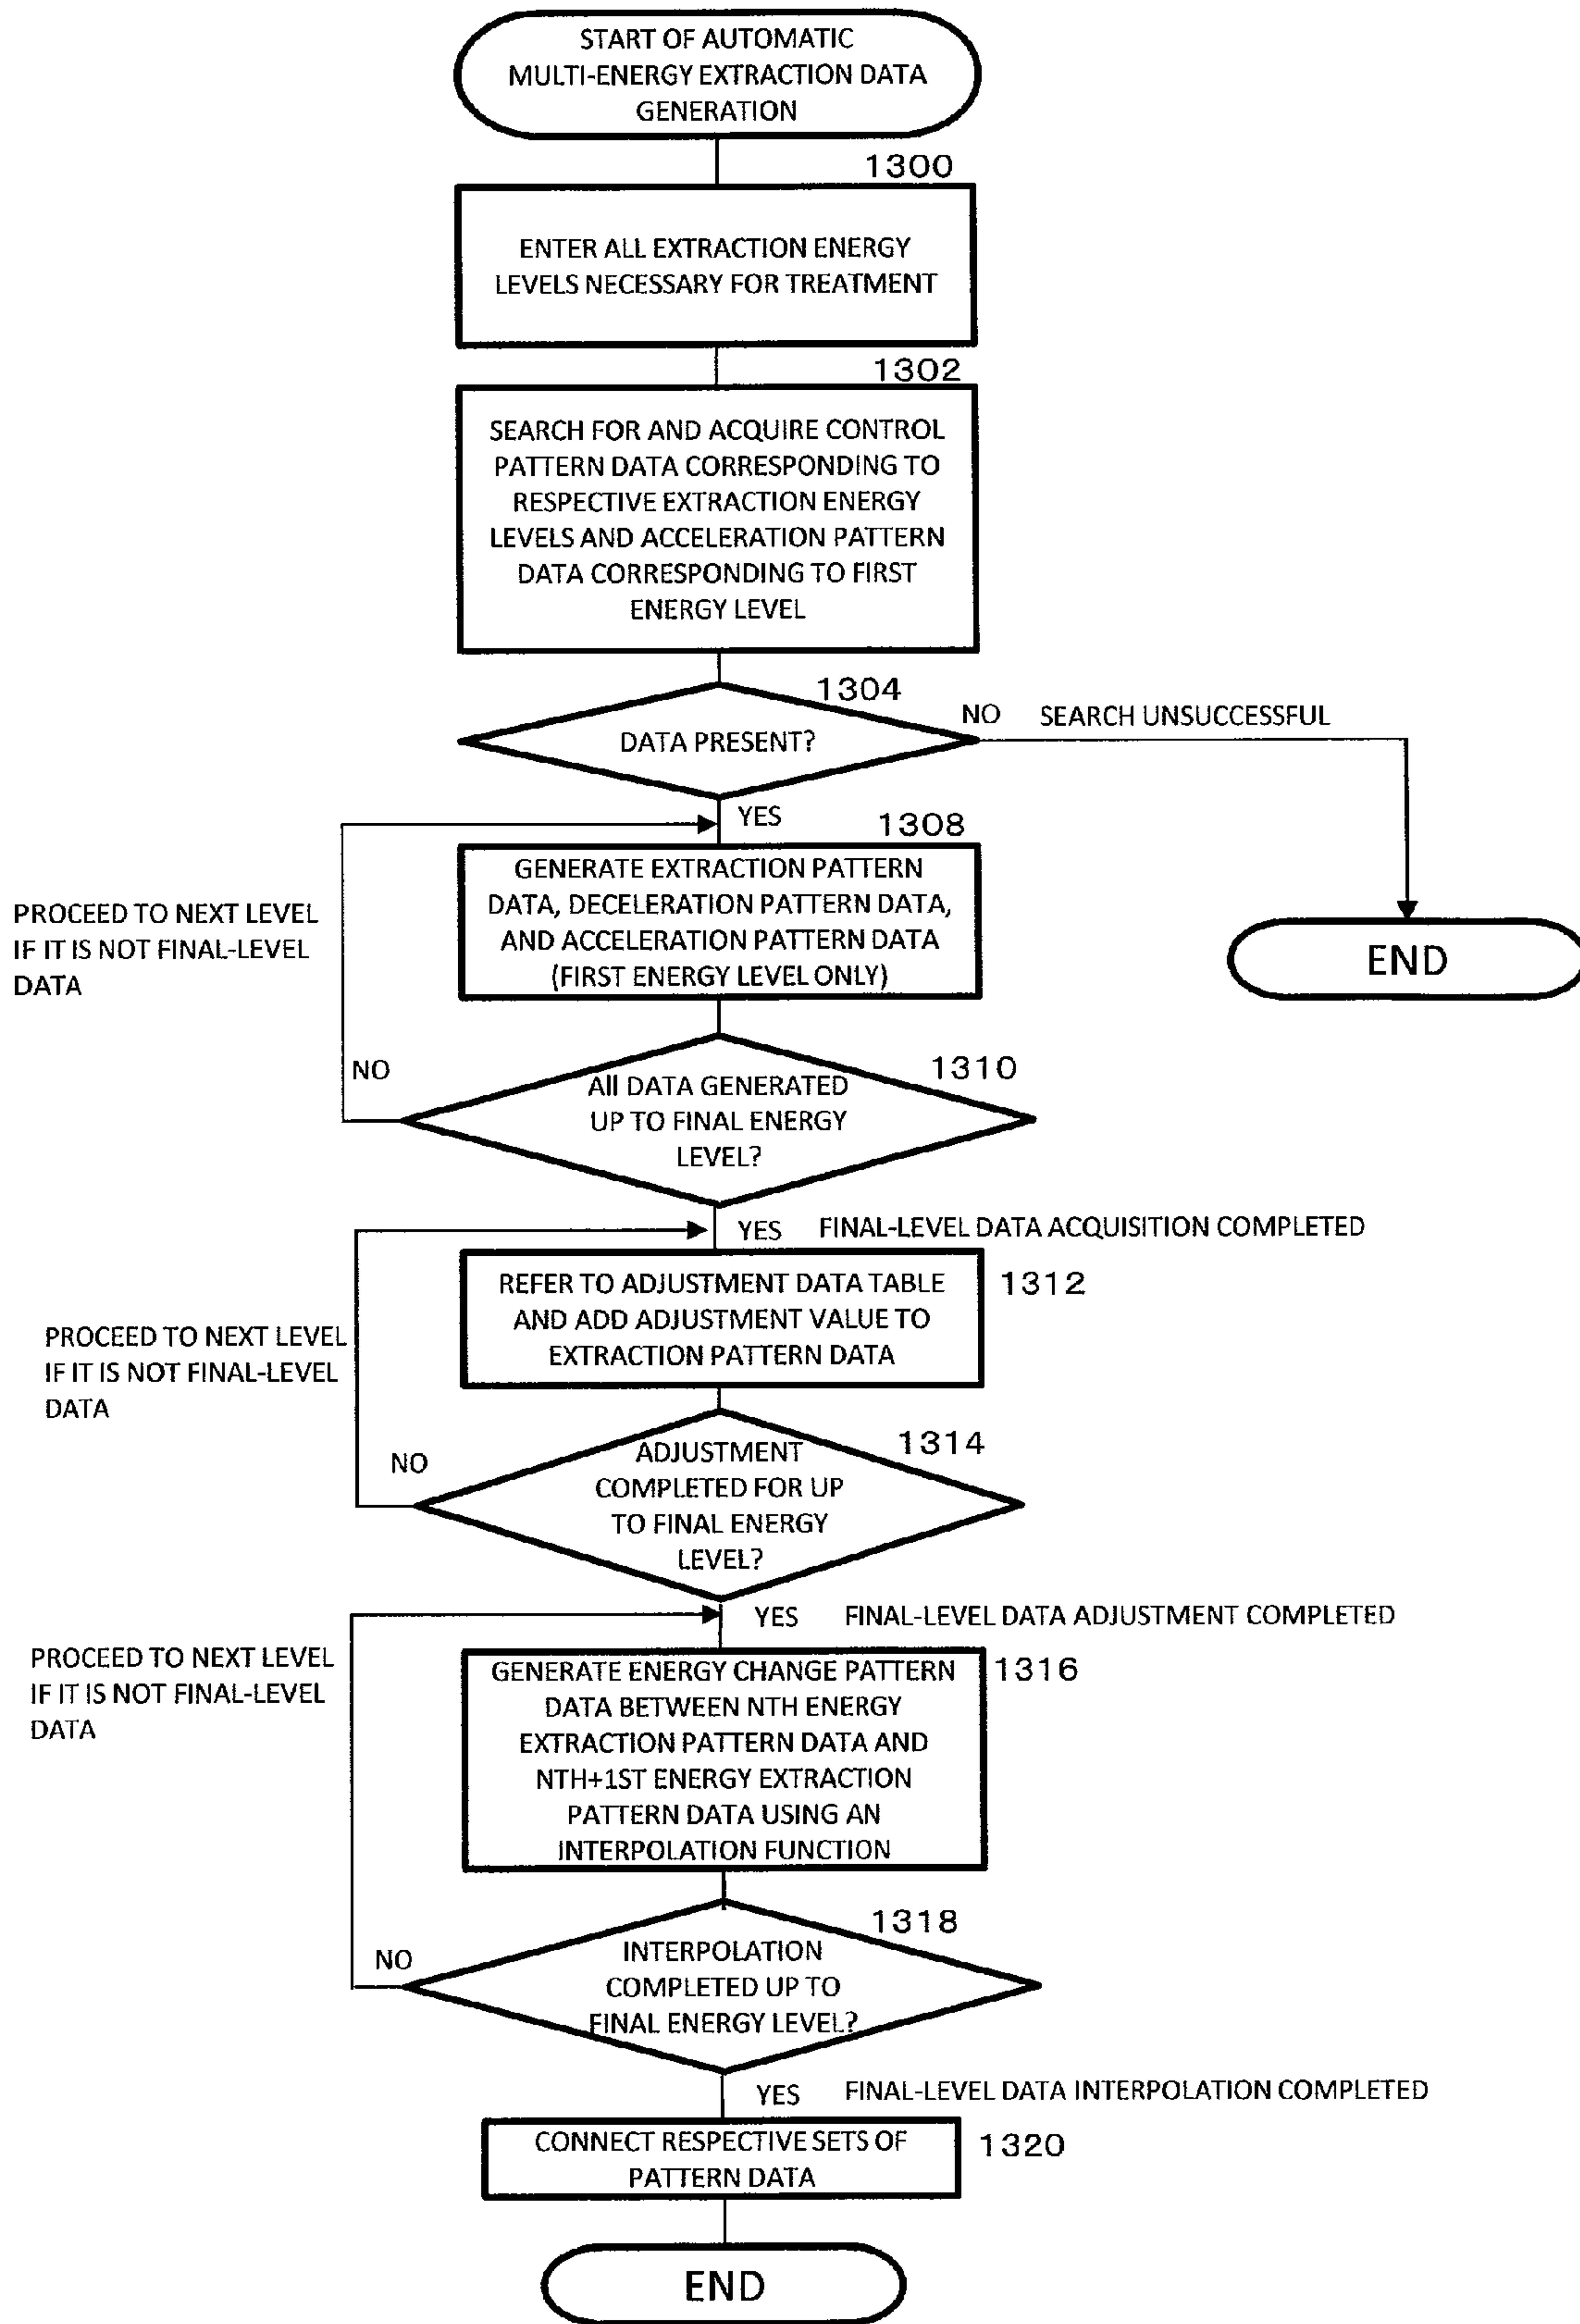 START OF AUTOMATIC
MULTI-ENERGY EXTRACTION DATA
GENERATION
1300
ENTER ALL EXTRACTION ENERGY
LEVELS NECESSARY FOR TREATMENT
1302
SEARCH FOR AND ACQUIRE CONTROL
PATTERN DATA CORRESPONDING TO
RESPECTIVE EXTRACTION ENERGY
LEVELS AND ACCELERATION PATTERN
DATA CORRESPONDING TO FIRST
ENERGY LEVEL
1304
NO SEARCH UNSUCCESSFUL
DATA PRESENT?
YES
1308
GENERATE EXTRACTION PATTERN
DATA, DECELERATION PATTERN DATA,
AND ACCELERATION PATTERN DATA
(FIRST ENERGY LEVEL ONLY)
PROCEED TO NEXT LEVEL
IF IT IS NOT FINAL-LEVEL
DATA
END
NO
1310
All DATA GENERATED
UP TO FINAL ENERGY
LEVEL?
YES FINAL-LEVEL DATA ACQUISITION COMPLETED
REFER TO ADJUSTMENT DATA TABLE
AND ADD ADJUSTMENT VALUE TO
EXTRACTION PATTERN DATA
1312
PROCEED TO NEXT LEVEL
IF IT IS NOT FINAL-LEVEL
DATA
NO
1314
ADJUSTMENT
COMPLETED FOR UP
TO FINAL ENERGY
LEVEL?
YES FINAL-LEVEL DATA ADJUSTMENT COMPLETED
PROCEED TO NEXT LEVEL
IF IT IS NOT FINAL-LEVEL
DATA
GENERATE ENERGY CHANGE PATTERN
DATA BETWEEN NTH ENERGY
EXTRACTION PATTERN DATA AND
NTH+1ST ENERGY EXTRACTION
PATTERN DATA USING AN
INTERPOLATION FUNCTION
1316
1318
NO
INTERPOLATION
COMPLETED UP TO
FINAL ENERGY LEVEL?
YES FINAL-LEVEL DATA INTERPOLATION COMPLETED
CONNECT RESPECTIVE SETS OF
PATTERN DATA
1320
END